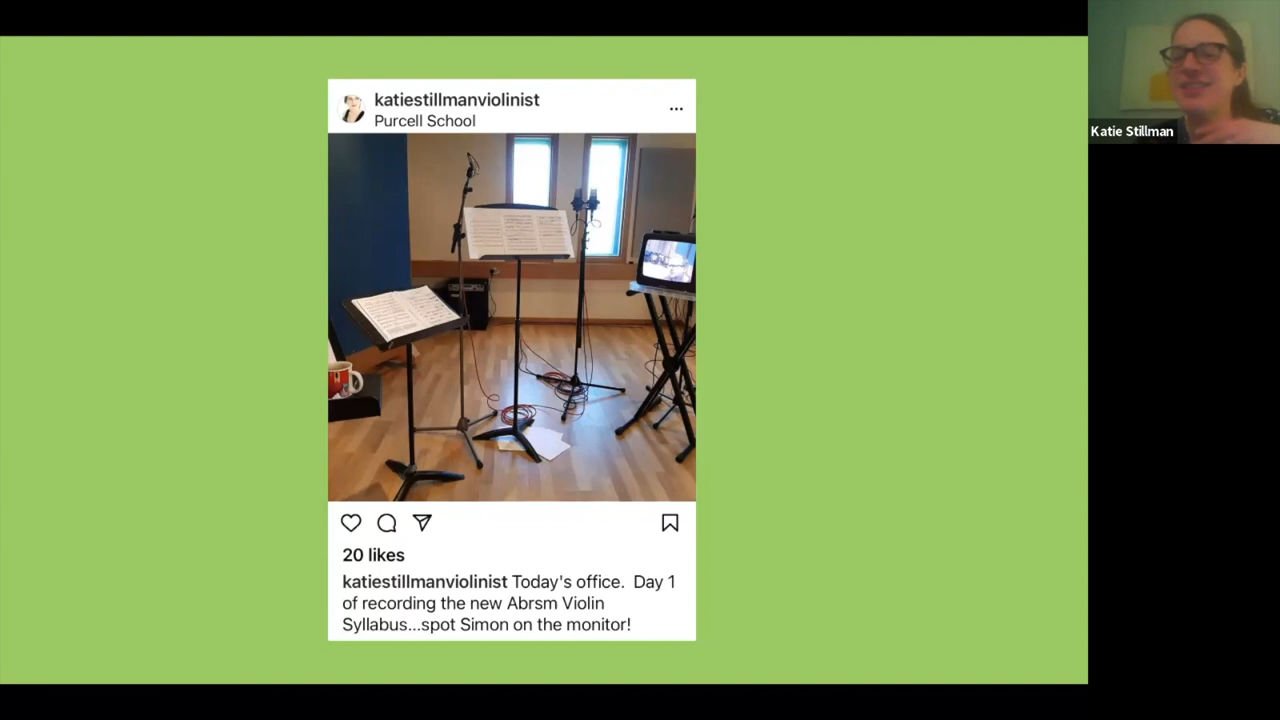 katiestillmanviolinist
Purcell School
20 likes
katiestillmanviolinist Today's office. Day 1
of recording the new Abrsm Violin
Syllabus...spot Simon on the monitor!
Katie Stillman